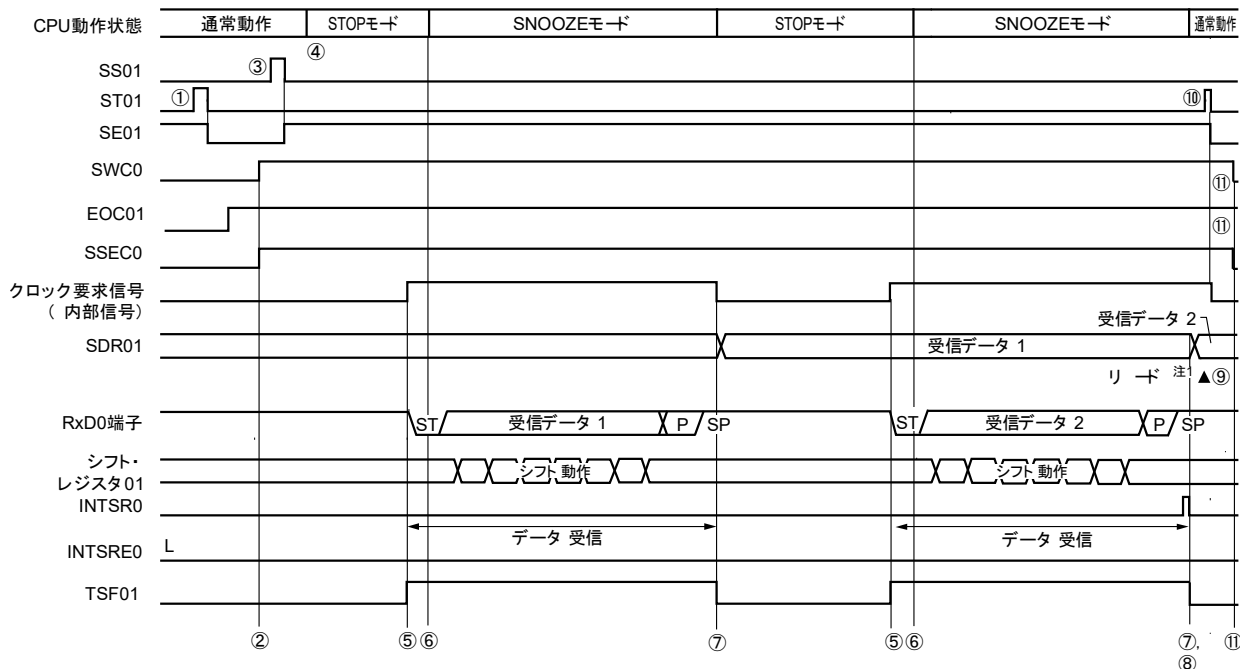 CPU動作状態 通常動作 STOPモード SNOOZEモード STOPモード SNOOZEモード 通常動作
④
SS01 ③
ST01 ① ⑩
SE01
SWC0 ⑪
EOC01 ⑪
SSEC0
クロック要求信号
(内部信号)
受信データ 2
SDR01 受信データ 1
リード 注1 ▲⑨
RxD0端子 ST 受信データ 1 P SP ST 受信データ 2 P SP
シフト・
レジスタ01 シフト動作 シフト動作
INTSR0
データ受信 データ受信
INTSRE0 L
TSF01
② ⑤⑥ ⑦ ⑤⑥ ⑦, ⑪
⑧